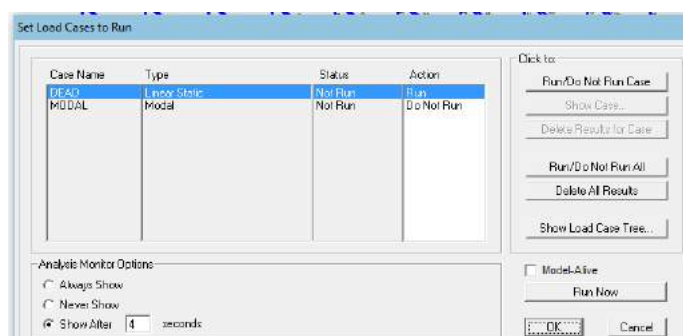 Set Load Cases to Run
Click to:
Case Name Type Status Action
DEAD Linear Static Not Run Run
MODAL Modal Not Run Do Not Run
Run/Do Not Run Case
Show Case...
Delete Results for Case
Run/Do Not Run All
Delete All Results
Show Load Case Tree...
Analysis Monitor Options
Always Show
Never Show
Show After 4 seconds
Model-Alive
Run Now
OK Cancel